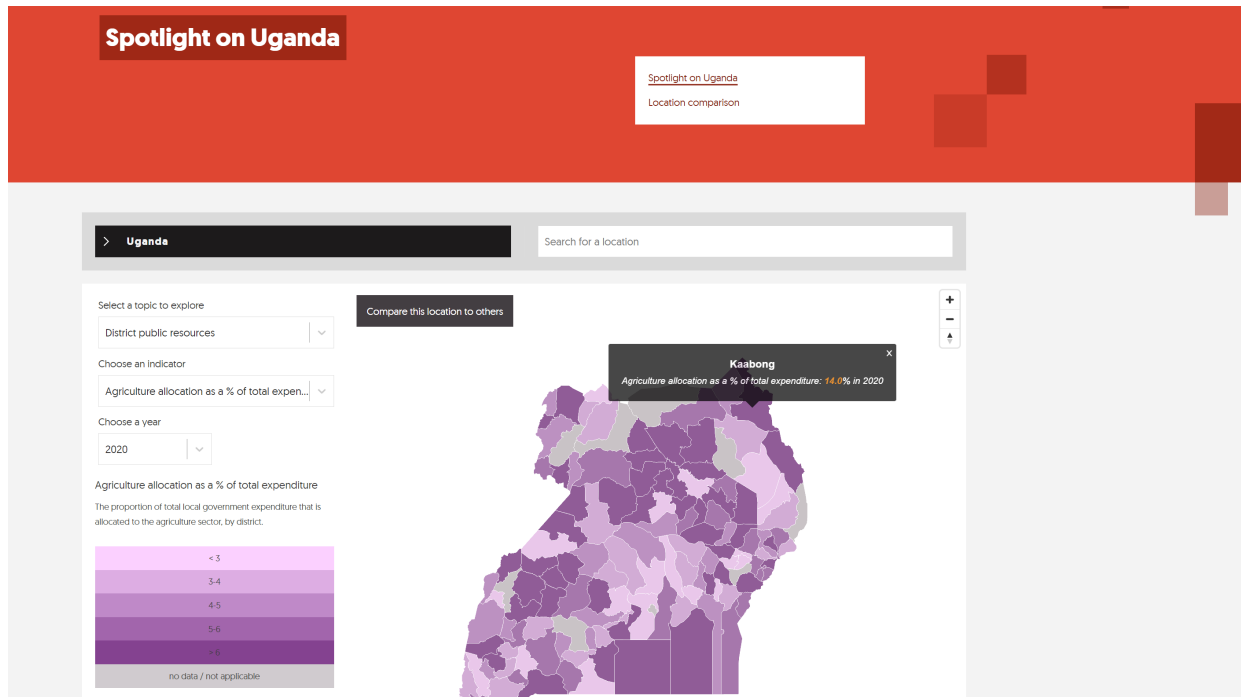 Spotlight on Uganda
Spotlight on Uganda
Location comparison
Uganda
Search for a location
Select a topic to explore
District public resources
Choose an indicator
Agriculture allocation as a % of total expen...
Choose a year
2020
Agriculture allocation as a % of total expenditure
The proportion of total local government expenditure that is
allocated to the agriculture sector, by district.
< 3
3-4
4-5
5-6
> 6
no data / not applicable
Compare this location to others
x
Kaabong
Agriculture allocation as a % of total expenditure: 14.0% in 2020